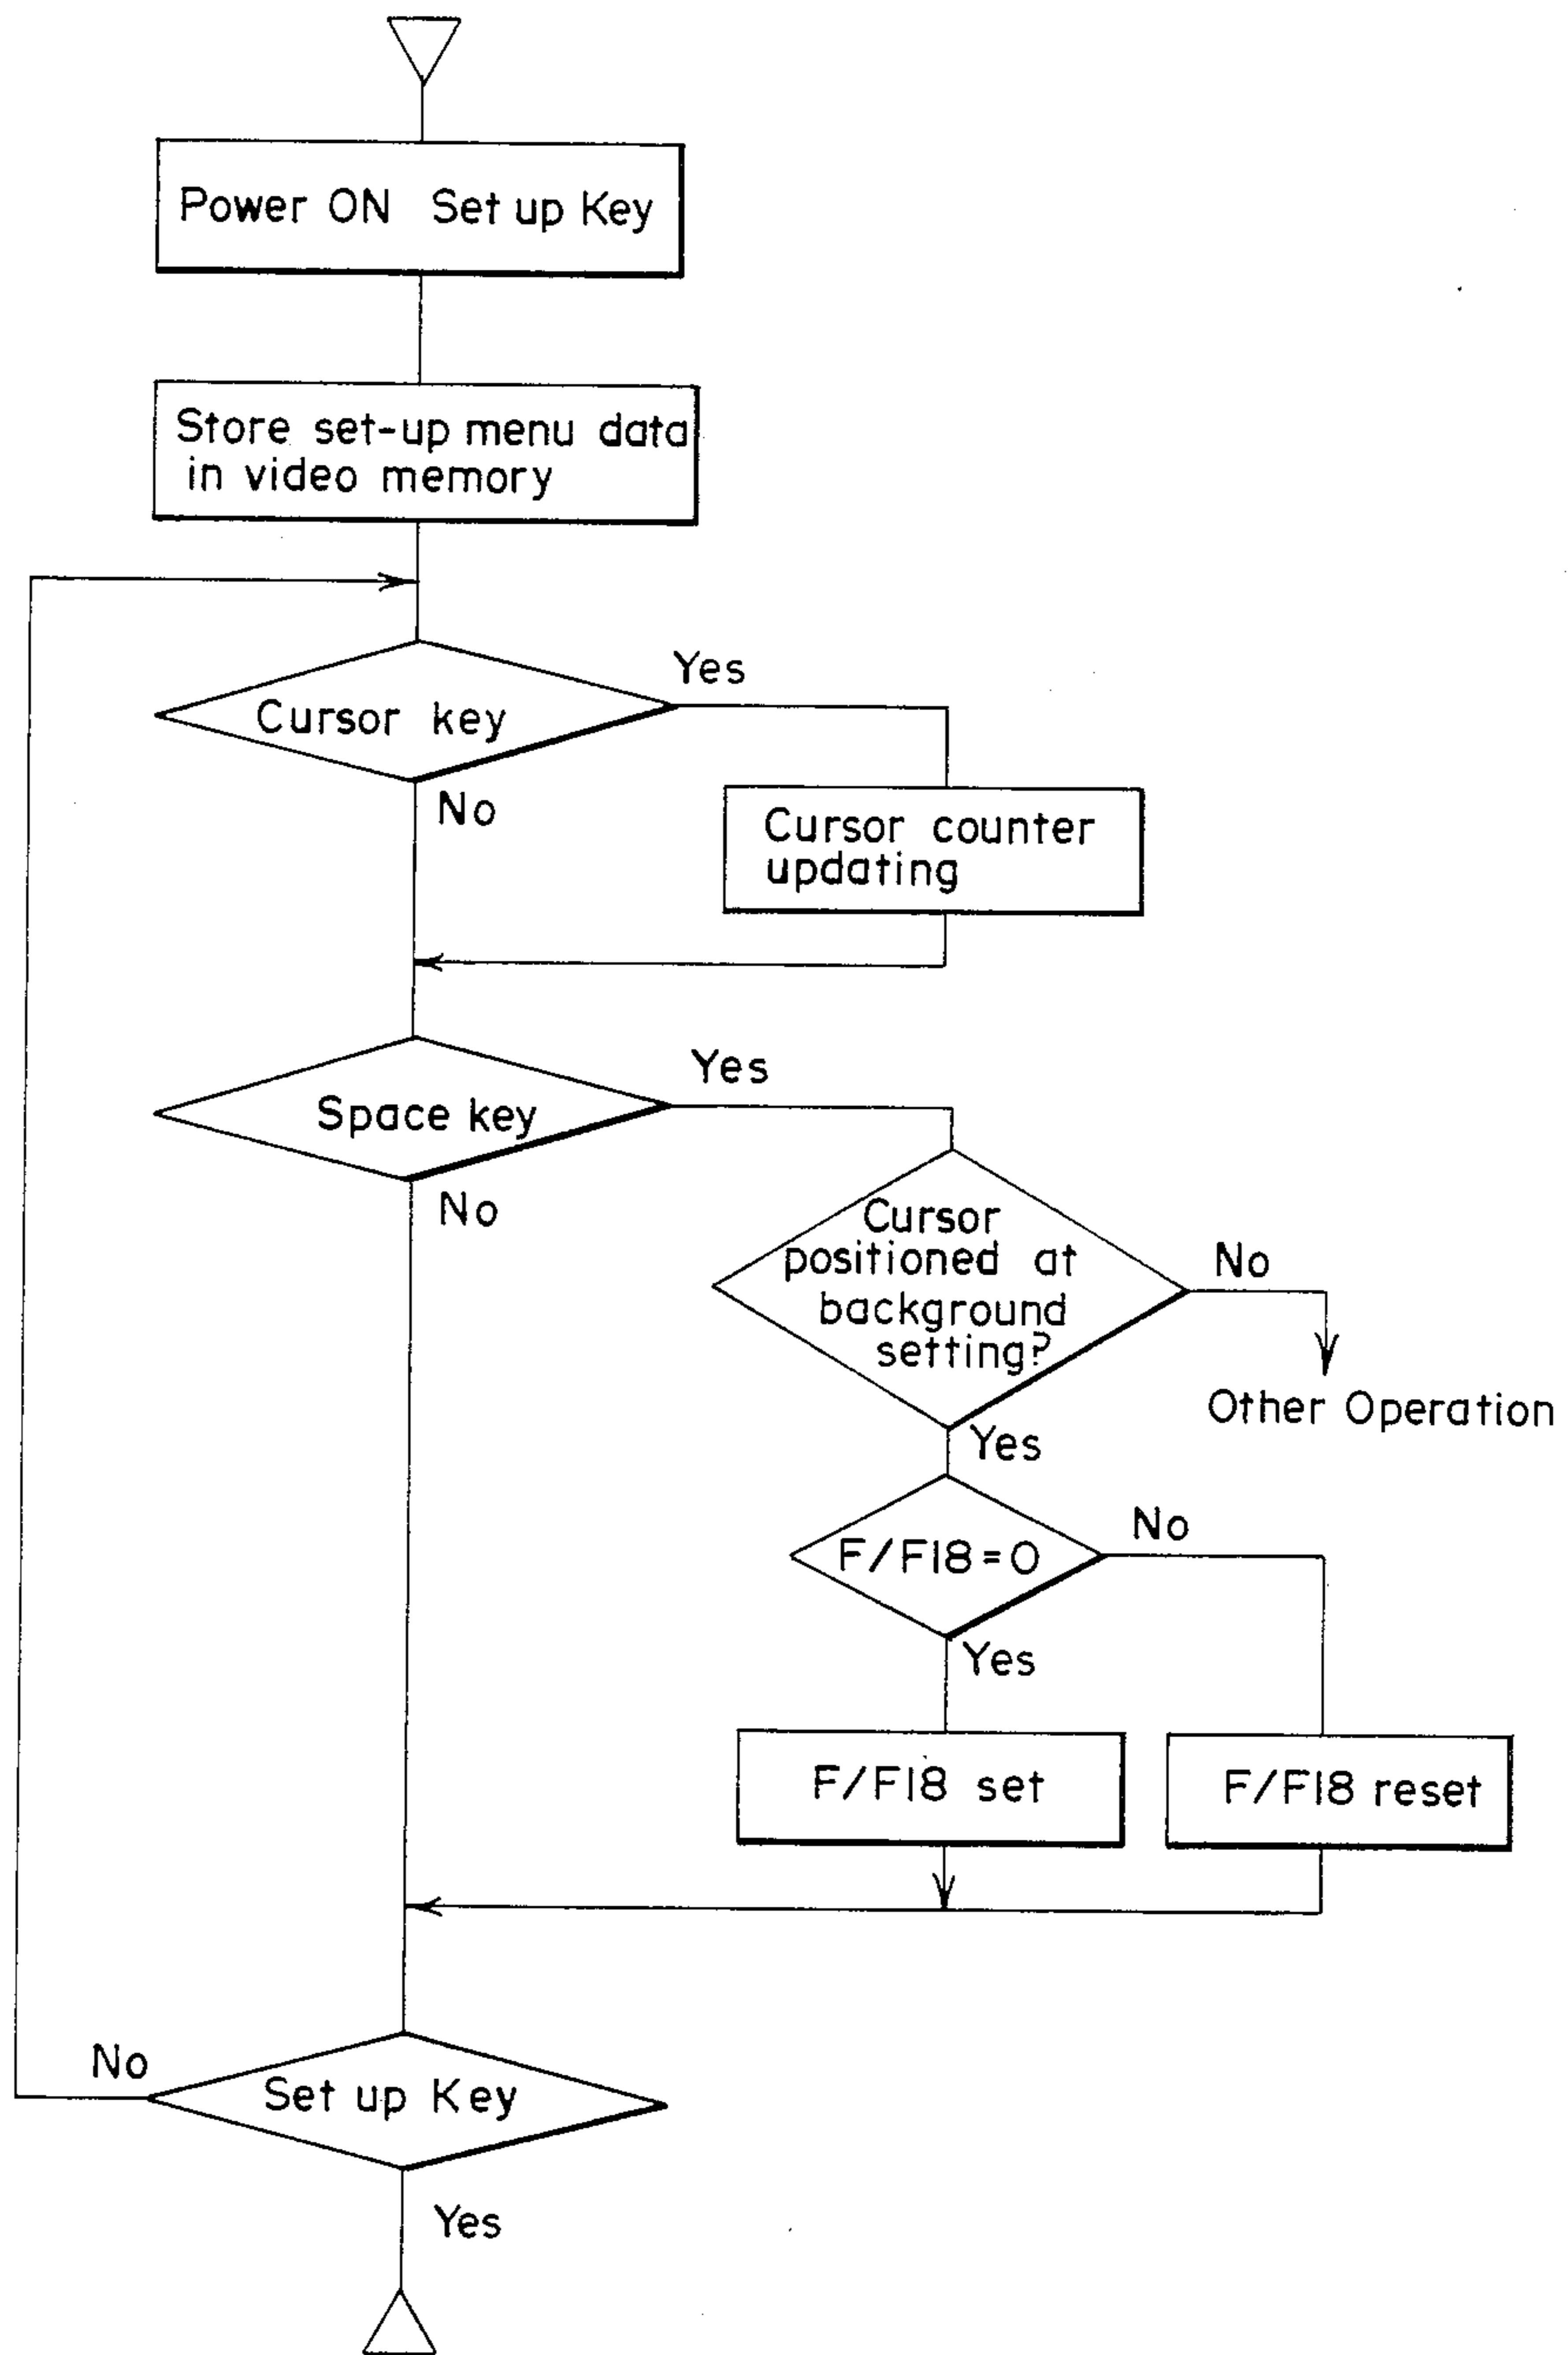 Power ON Set up Key
Store set-up menu data
in video memory
Yes
Cursor key
No
Cursor counter
updating
Yes
Space key
No
Cursor
positioned at
background
setting?
No
Other Operation
Yes
F/F18=0
No
Yes
F/F18 set
F/F18 reset
No
Set up Key
Yes